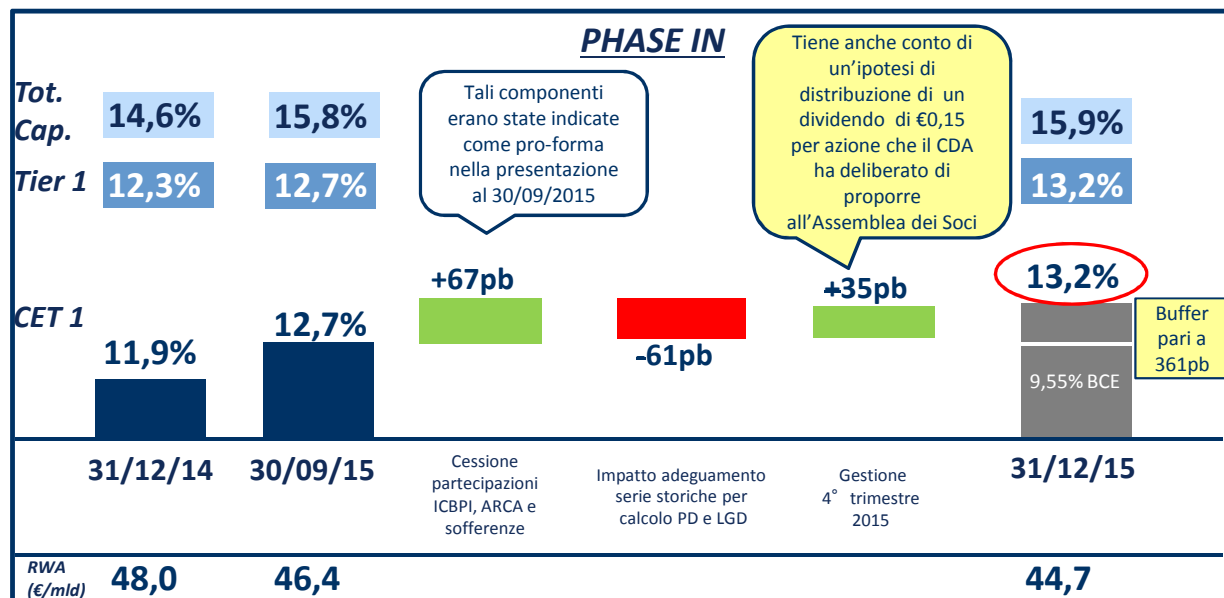 PHASE IN
Tot.
Cap.
14,6%
15,8%
15,9%
Tier 1
12,3%
12,7%
13,2%
Tali componenti
erano state indicate
come pro-forma
nella presentazione
al 30/09/2015
Tiene anche conto di
un’ipotesi di
distribuzione di un
dividendo di €0,15
per azione che il CDA
ha deliberato di
proporre
all’Assemblea dei Soci
CET 1
11,9%
12,7%
+67pb
-61pb
+35pb
13,2%
9,55% BCE
Buffer
pari a
361pb
31/12/14
30/09/15
Cessione
partecipazioni
ICBPI, ARCA e
sofferenze
Impatto adeguamento
serie storiche per
calcolo PD e LGD
Gestione
4° trimestre
2015
31/12/15
RWA
(€/mld)
48,0
46,4
44,7